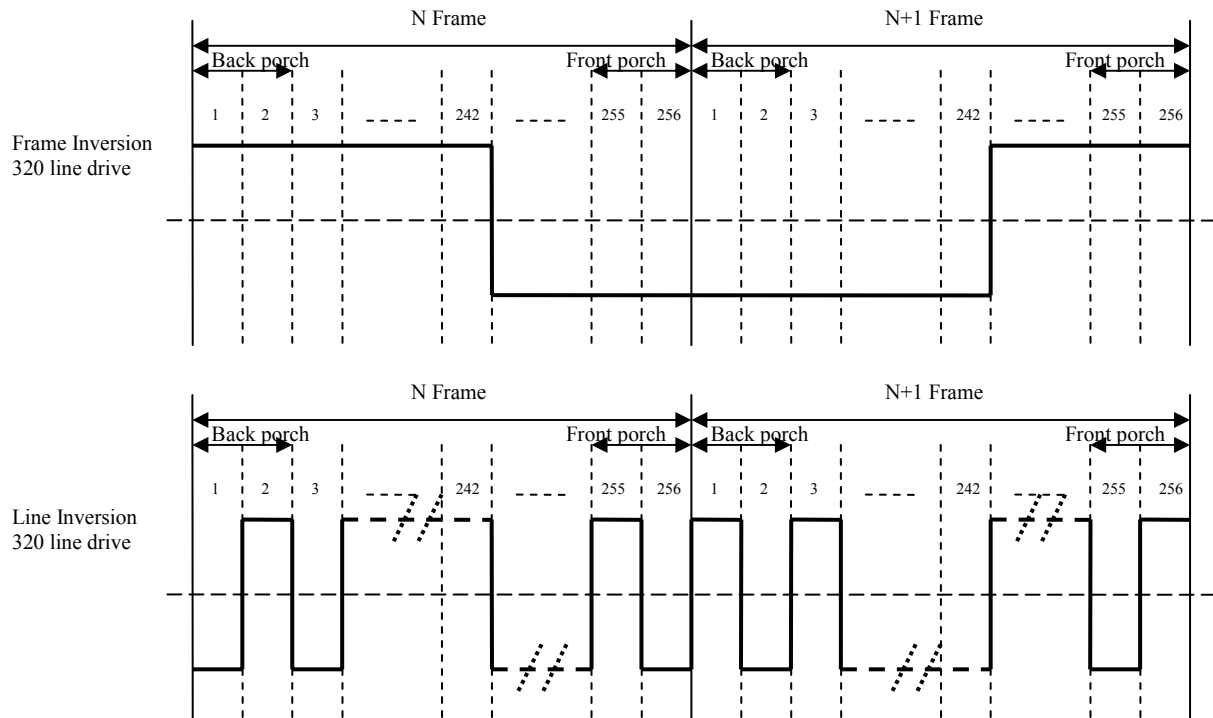 N Frame N+1 Frame
Back porch Front porch Back porch Front porch
1 2 3 ----- 242 ----- 255 256 1 2 3 ----- 242 ----- 255 256
Frame Inversion
320 line drive
N Frame N+1 Frame
Back porch Front porch Back porch Front porch
1 2 3 ----- 242 ----- 255 256 1 2 3 ----- 242 ----- 255 256
Line Inversion
320 line drive